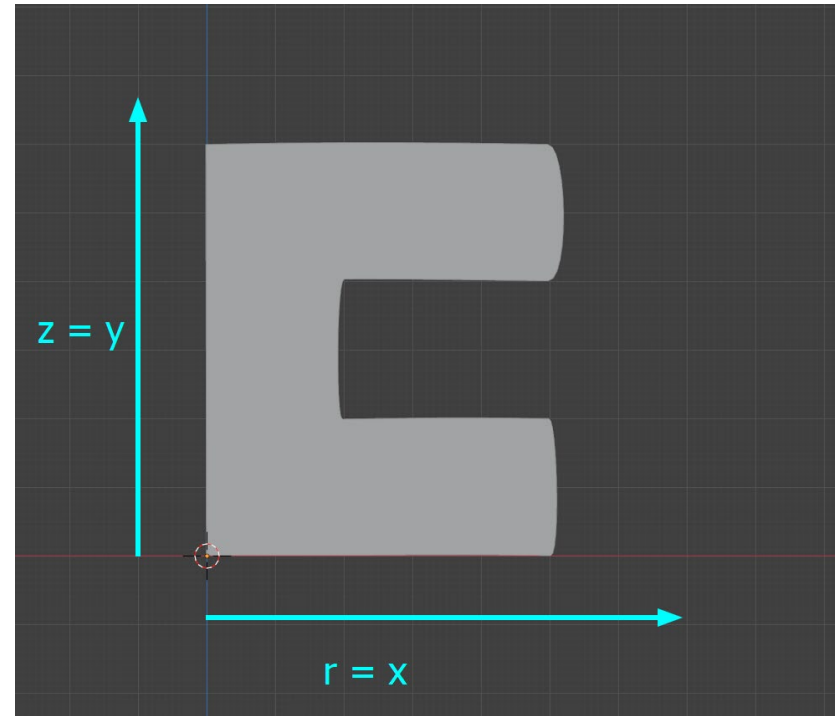 z = y
r = x